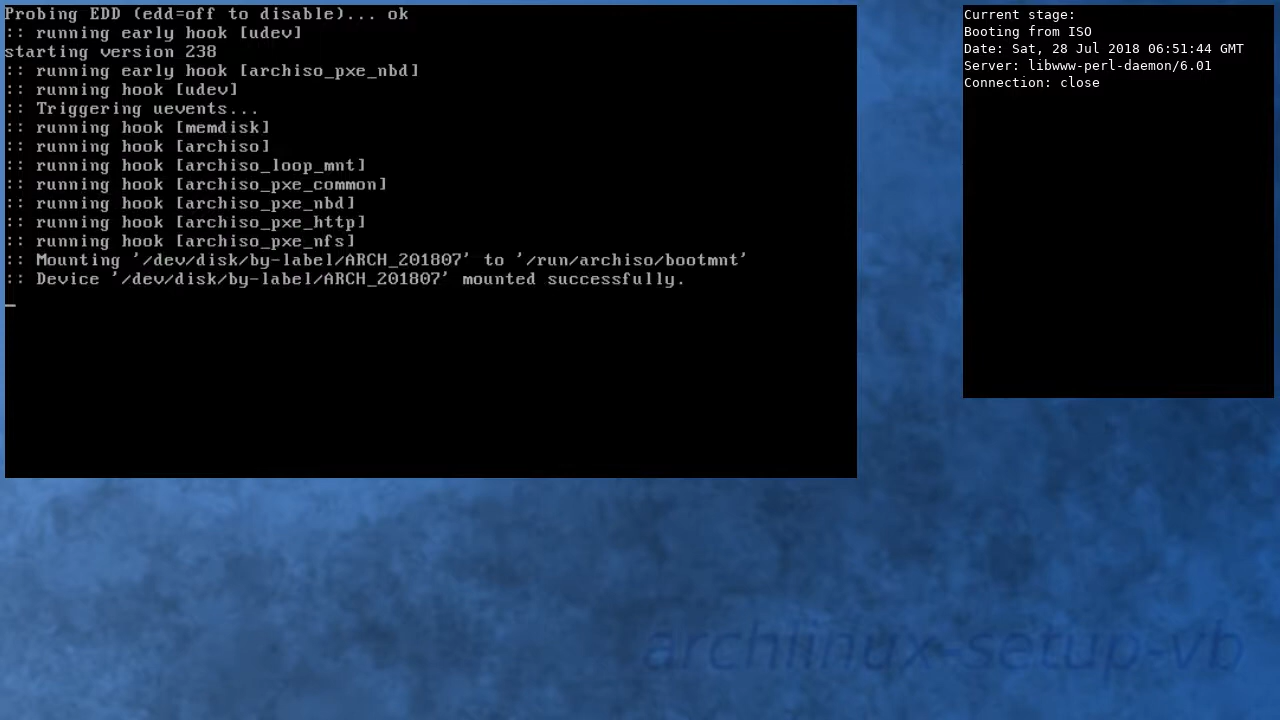 Probing EDD (edd=off to disable)... ok
:: running early hook [udev]
starting version 238
:: running early hook [archiso_pxe_nbd]
:: running hook [udev]
:: Triggering uevents...
:: running hook [memdisk]
:: running hook [archiso]
:: running hook [archiso_loop_mnt]
:: running hook [archiso_pxe_common]
:: running hook [archiso_pxe_nbd]
:: running hook [archiso_pxe_http]
:: running hook [archiso_pxe_nfs]
:: Mounting '/dev/disk/by-label/ARCH_201807' to '/run/archiso/bootmnt'
:: Device '/dev/disk/by-label/ARCH_201807' mounted successfully.
Current stage:
Booting from ISO
Date: Sat, 28 Jul 2018 06:51:44 GMT
Server: libwww-perl-daemon/6.01
Connection: close
archlinux-setup-vb